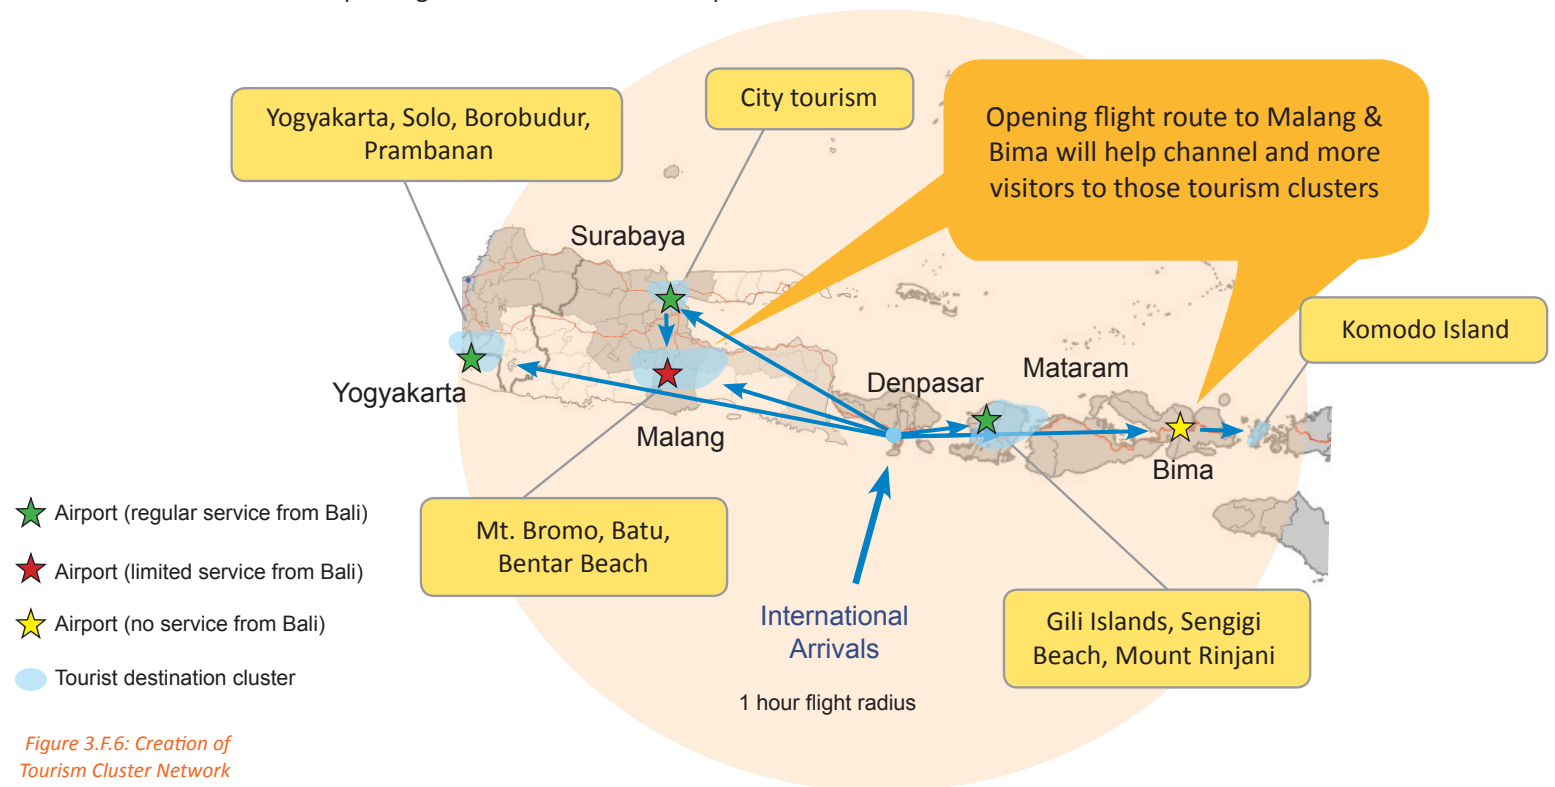 Yogyakarta, Solo, Borobudur,
Prambanan
City tourism
Opening flight route to Malang &
Bima will help channel and more
visitors to those tourism clusters
Surabaya
Komodo Island
Yogyakarta
Denpasar
Mataram
Malang
Bima
Mt. Bromo, Batu,
Bentar Beach
International
Arrivals
1 hour flight radius
Gili Islands, Sengigi
Beach, Mount Rinjani
Airport (regular service from Bali)
Airport (limited service from Bali)
Airport (no service from Bali)
Tourist destination cluster
Figure 3.F.6: Creation of
Tourism Cluster Network